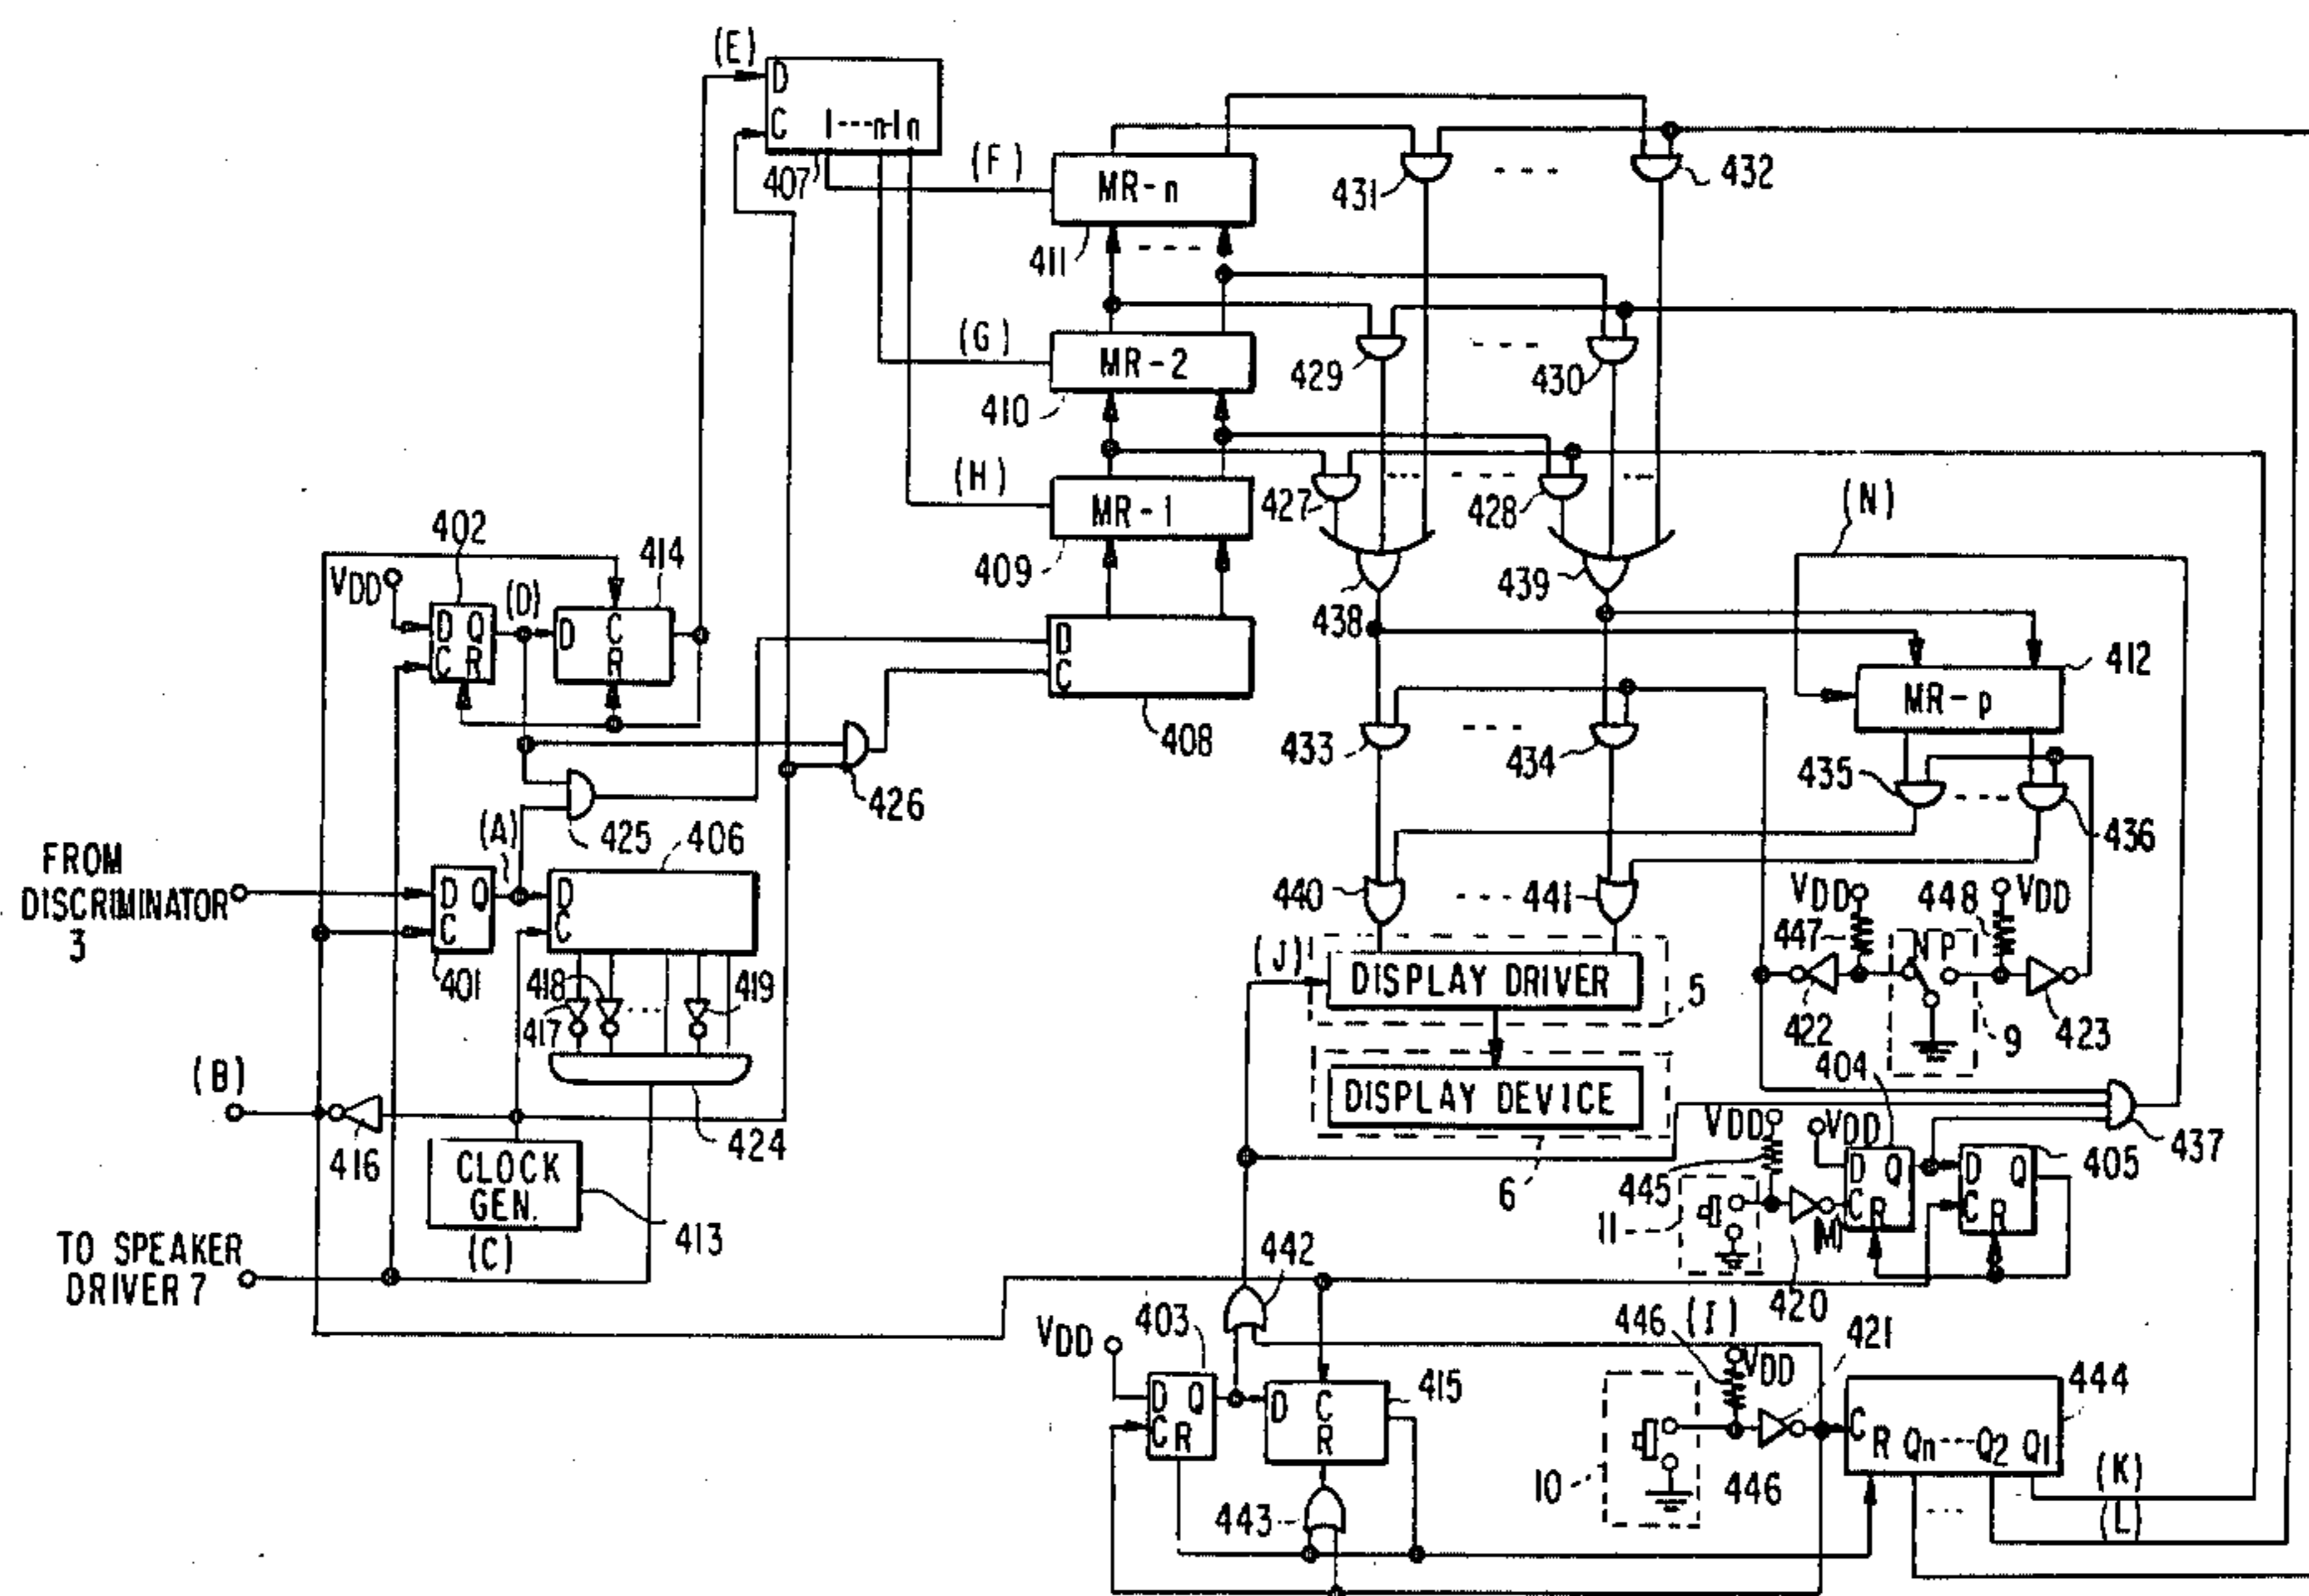 (E)
D
C
1---n-1 n
407
(F)
MR-n
411
431
432
(G)
MR-2
410
429
430
(H)
MR-1
409
427
428
438
439
(N)
402
414
VDD
(D)
D Q
C R
D
C
R
D
C
408
412
MR-p
433
434
435
436
426
425
(A)
406
FROM
DISCRIMINATOR
3
D Q
C
401
D
C
417
418
419
424
(B)
416
CLOCK
GEN.
(C)
413
TO SPEAKER
DRIVER 7
440
441
(J)
DISPLAY DRIVER
5
DISPLAY DEVICE
6
VDD
447
448
VDD
N P
422
9
423
404
VDD
VDD
445
11
D Q
C R
(M)
420
D Q
C R
405
437
442
403
VDD
D Q
C R
D C
R
415
443
446
(I)
VDD
421
10
446
444
C
R Qn---Q2 Q1
(K)
(L)